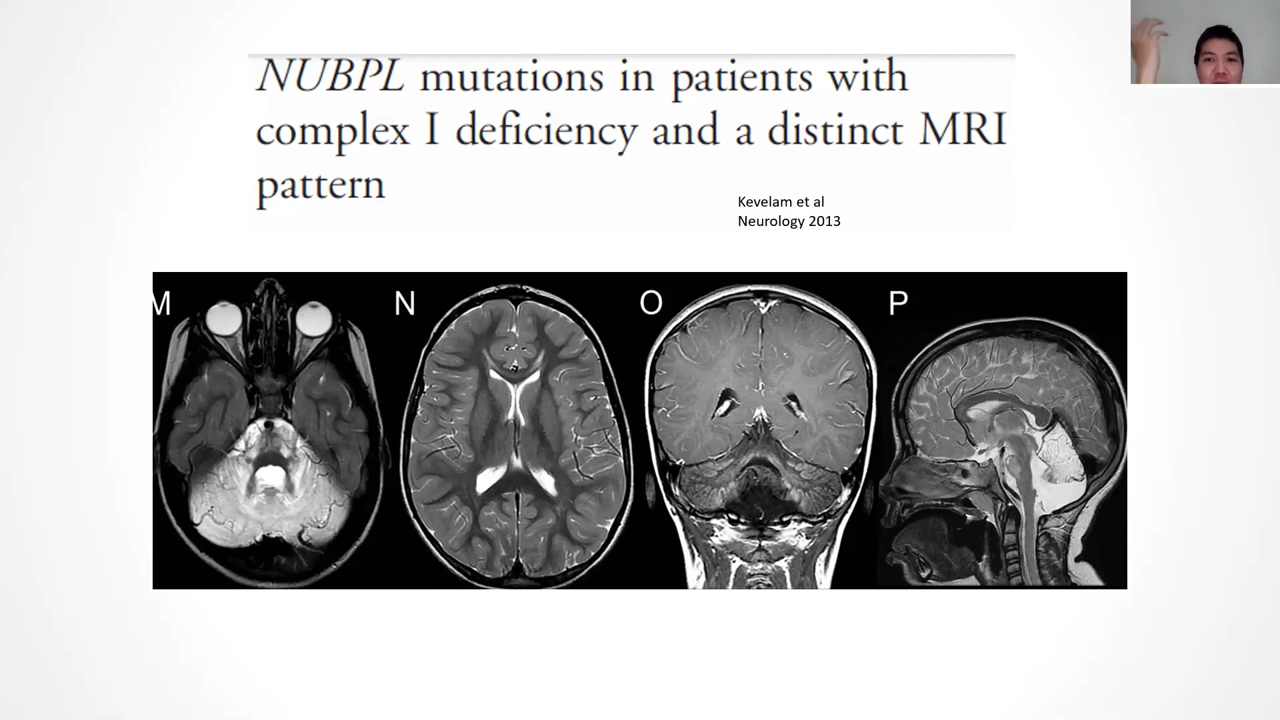 NUBPL mutations in patients with
complex I deficiency and a distinct MRI
pattern
Kevelam et al
Neurology 2013
M N O P